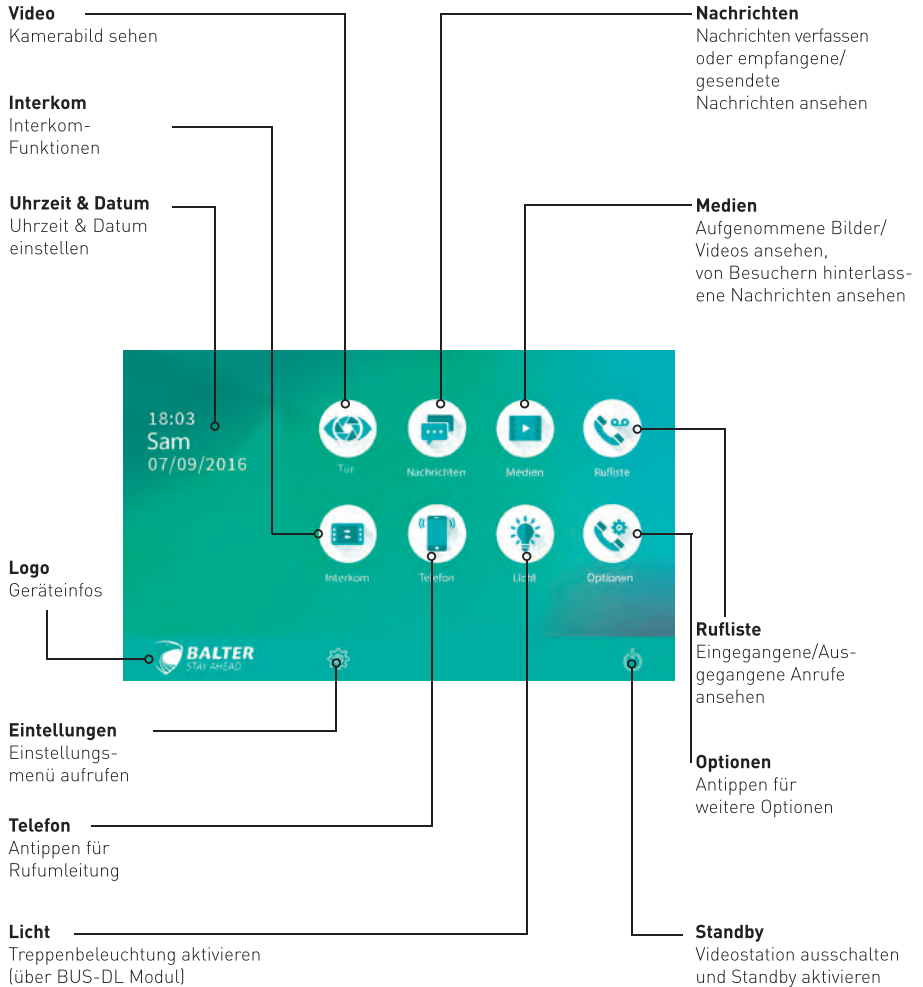 Video
Kamerabild sehen
Interkom
Interkom-
Funktionen
Uhrzeit & Datum
Uhrzeit & Datum
einstellen
Nachrichten
Nachrichten verfassen
oder empfangene/
gesendete
Nachrichten ansehen
Medien
Aufgenommene Bilder/
Videos ansehen,
von Besuchern hinterlass-
ene Nachrichten ansehen
18:03
Sam
07/09/2016
Tür
Nachrichten
Medien
Rufliste
Interkom
Telefon
Licht
Optionen
BALTER
STAY AHEAD
Logo
Geräteinfos
Eintellungen
Einstellungs-
menü aufrufen
Telefon
Antippen für
Rufumleitung
Licht
Treppenbeleuchtung aktivieren
(über BUS-DL Modul)
Rufliste
Eingegangene/Aus-
gegangene Anrufe
ansehen
Optionen
Antippen für
weitere Optionen
Standby
Videostation ausschalten
und Standby aktivieren